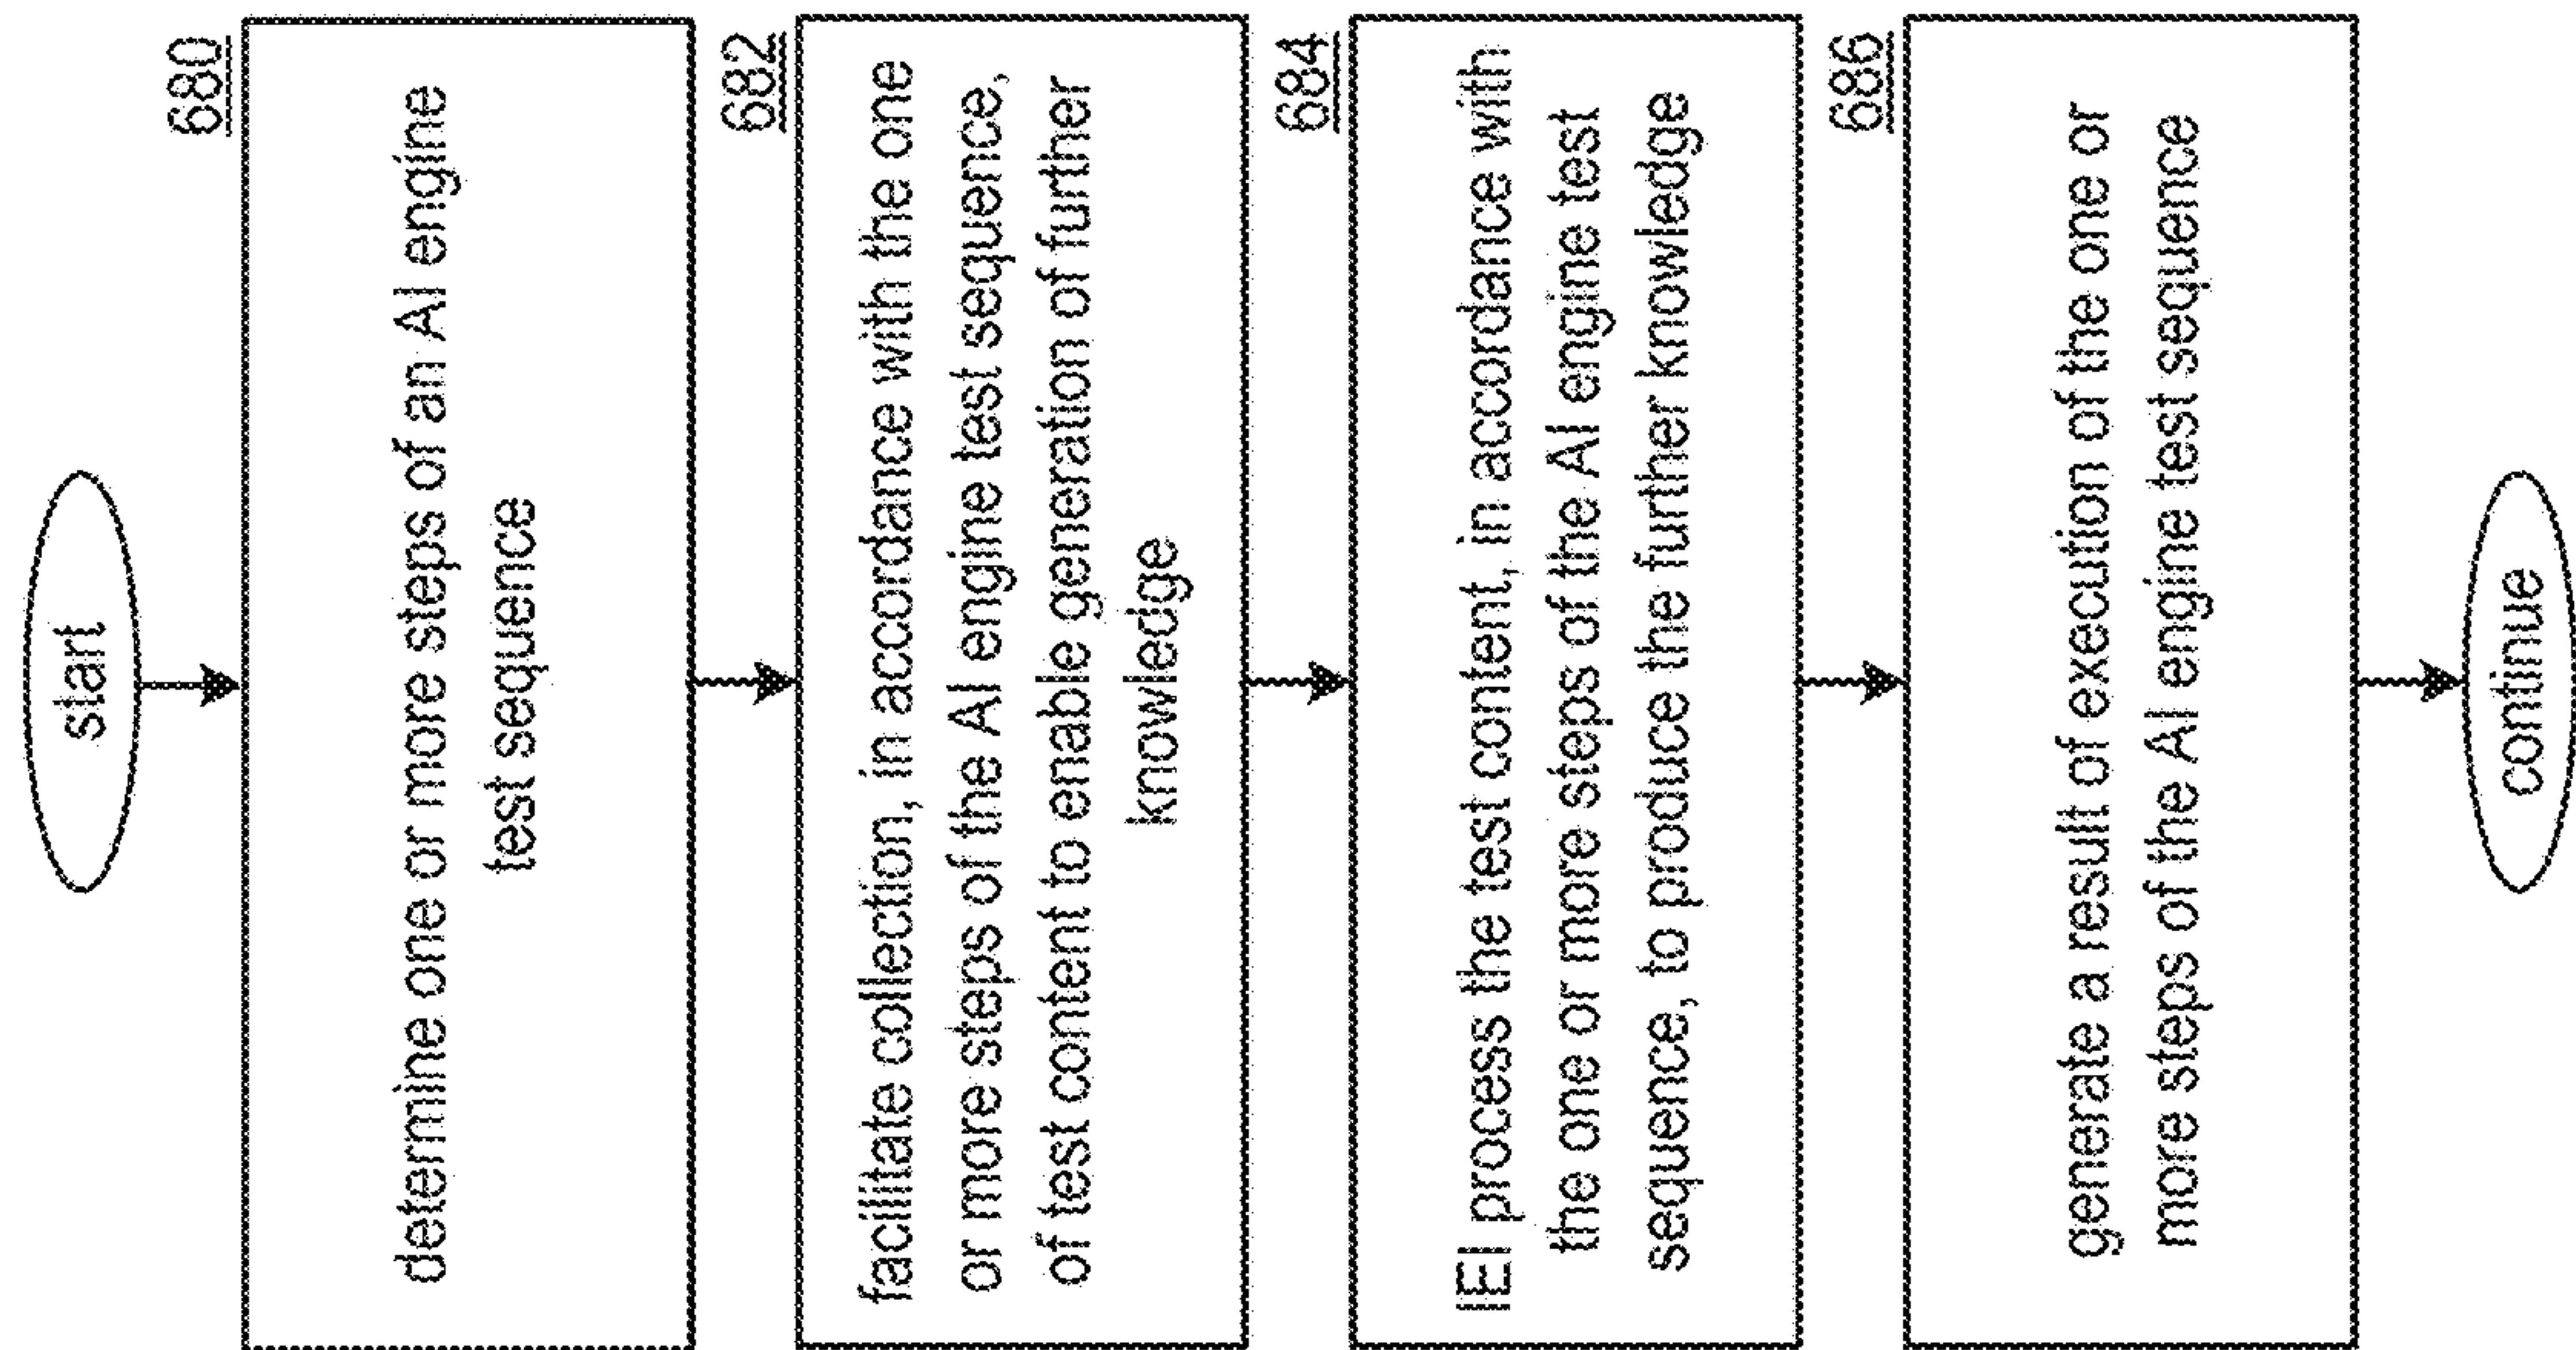 start
680
determine one or more steps of an AI engine
test sequence
682
facilitate collection, in accordance with the one
or more steps of the AI engine test sequence,
of test content to enable generation of further
knowledge
684
IEI process the test content, in accordance with
the one or more steps of the AI engine test
sequence, to produce the further knowledge
686
generate a result of execution of the one or
more steps of the AI engine test sequence
continue